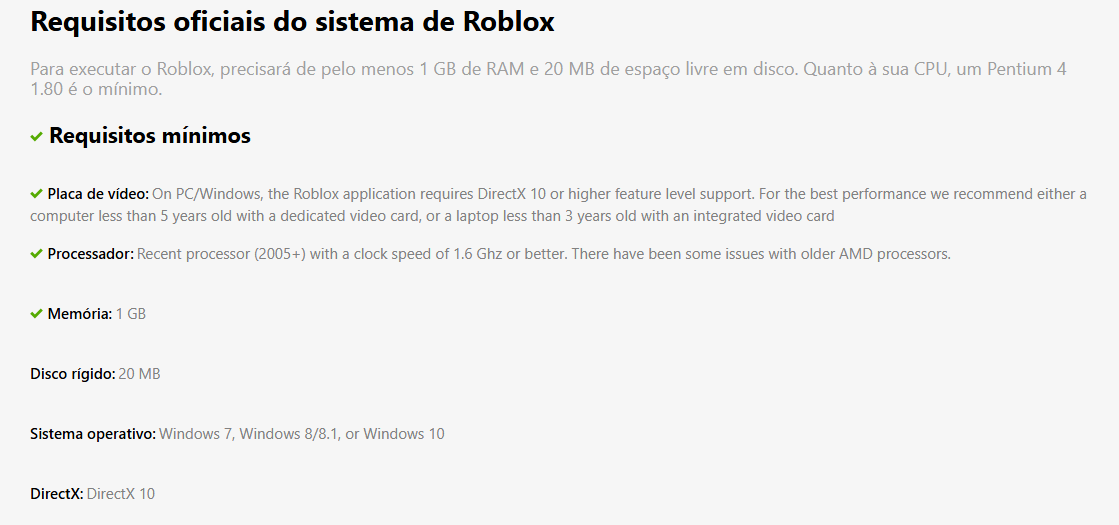 Requisitos oficiais do sistema de Roblox
Para executar o Roblox, precisará de pelo menos 1 GB de RAM e 20 MB de espaço livre em disco. Quanto à sua CPU, um Pentium 4
1.80 é o mínimo.
Requisitos mínimos
Placa de vídeo: On PC/Windows, the Roblox application requires DirectX 10 or higher feature level support. For the best performance we recommend either a
computer less than 5 years old with a dedicated video card, or a laptop less than 3 years old with an integrated video card
Processador: Recent processor (2005+) with a clock speed of 1.6 Ghz or better. There have been some issues with older AMD processors.
Memória: 1 GB
Disco rígido: 20 MB
Sistema operativo: Windows 7, Windows 8/8.1, or Windows 10
DirectX: DirectX 10